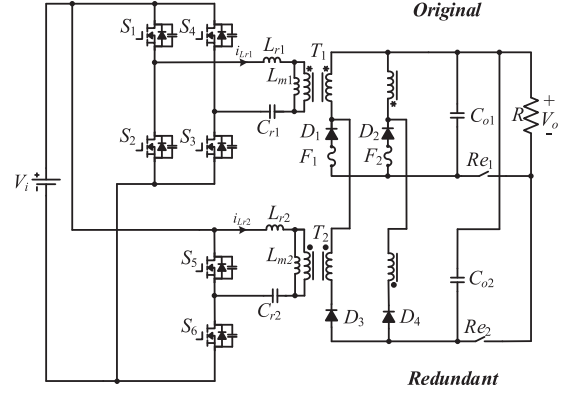 Original
S1 S4
iLr1 Lr1 T1
Lm1
Cr1
S2 S3
D1 D2
F1 F2
Co1 R + Vo -
Re1
Vi +
iLr2 Lr2 T2
Lm2
S5
Cr2
Co2
S6
D3 D4
Re2
Redundant